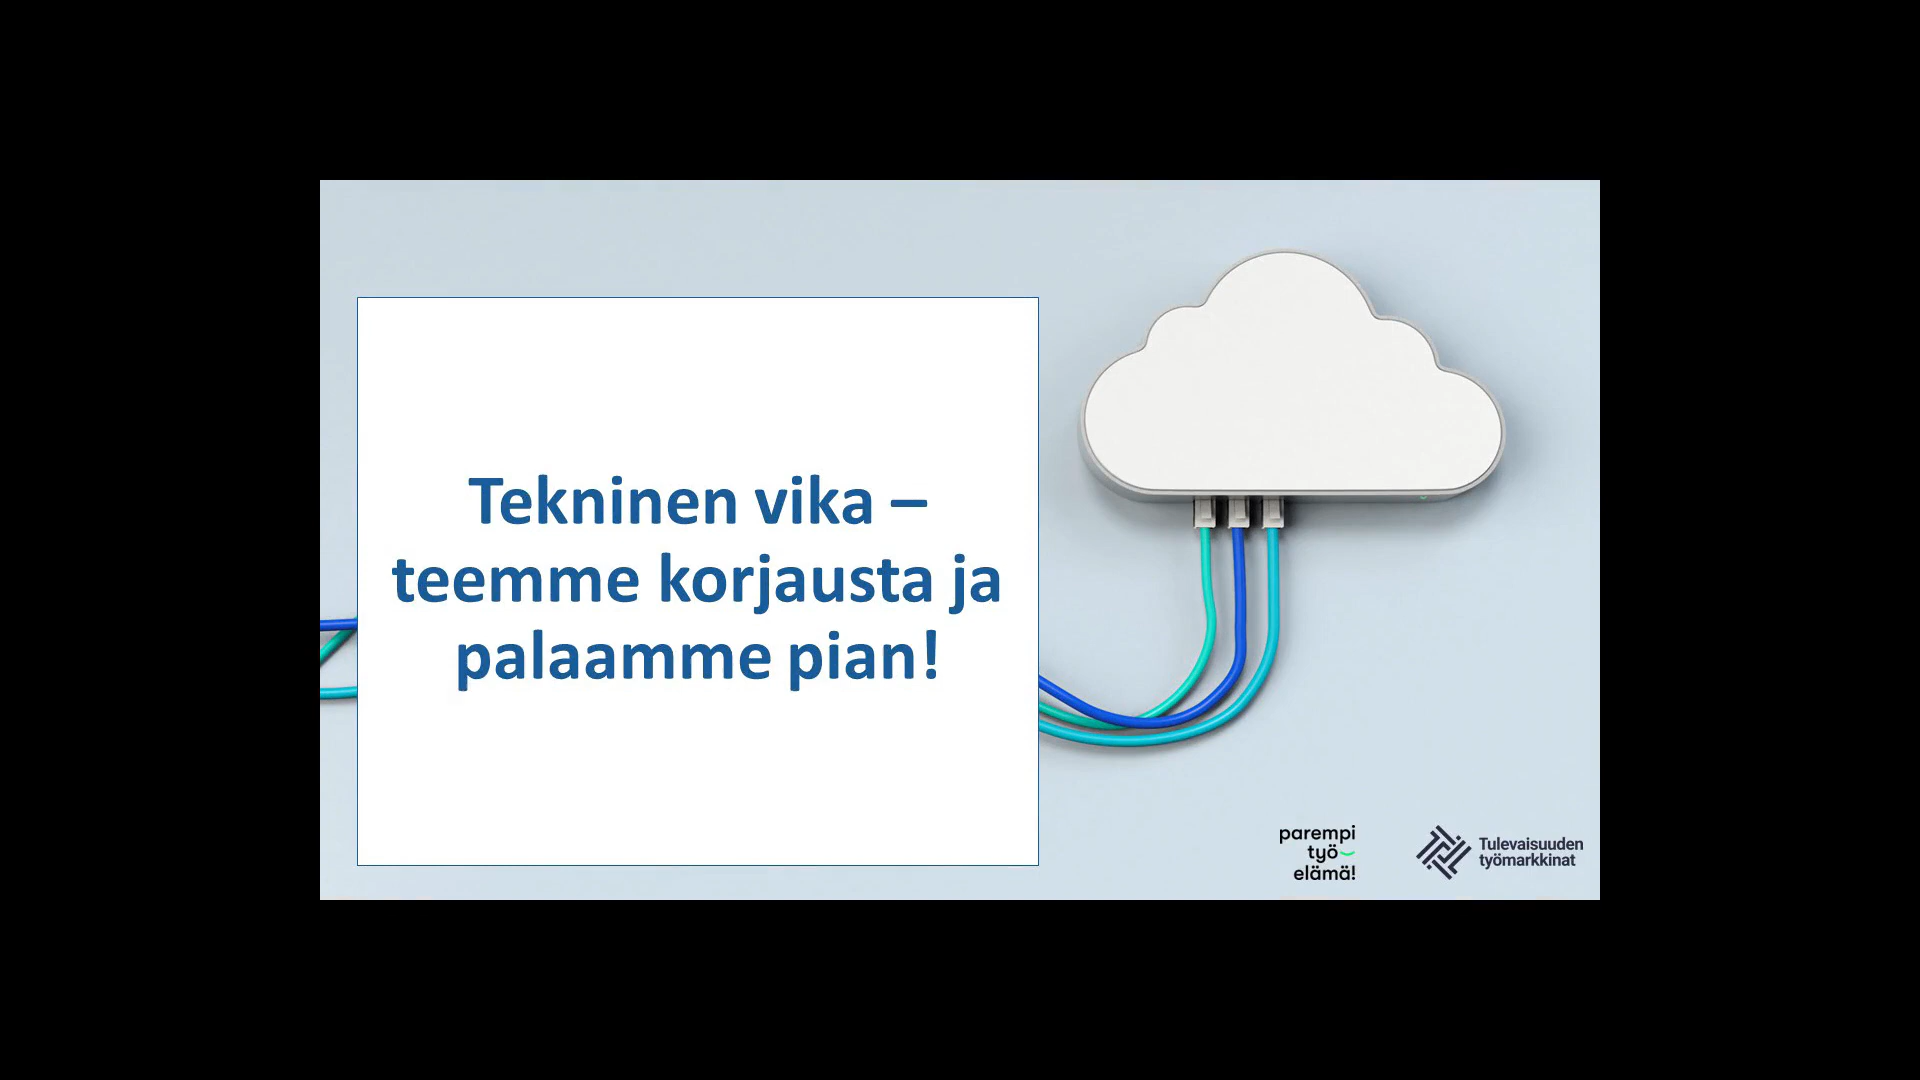 Tekninen vika –
teemme korjausta ja
palaamme pian!
parempi
työ
elämä!
Tulevaisuuden
työmarkkinat